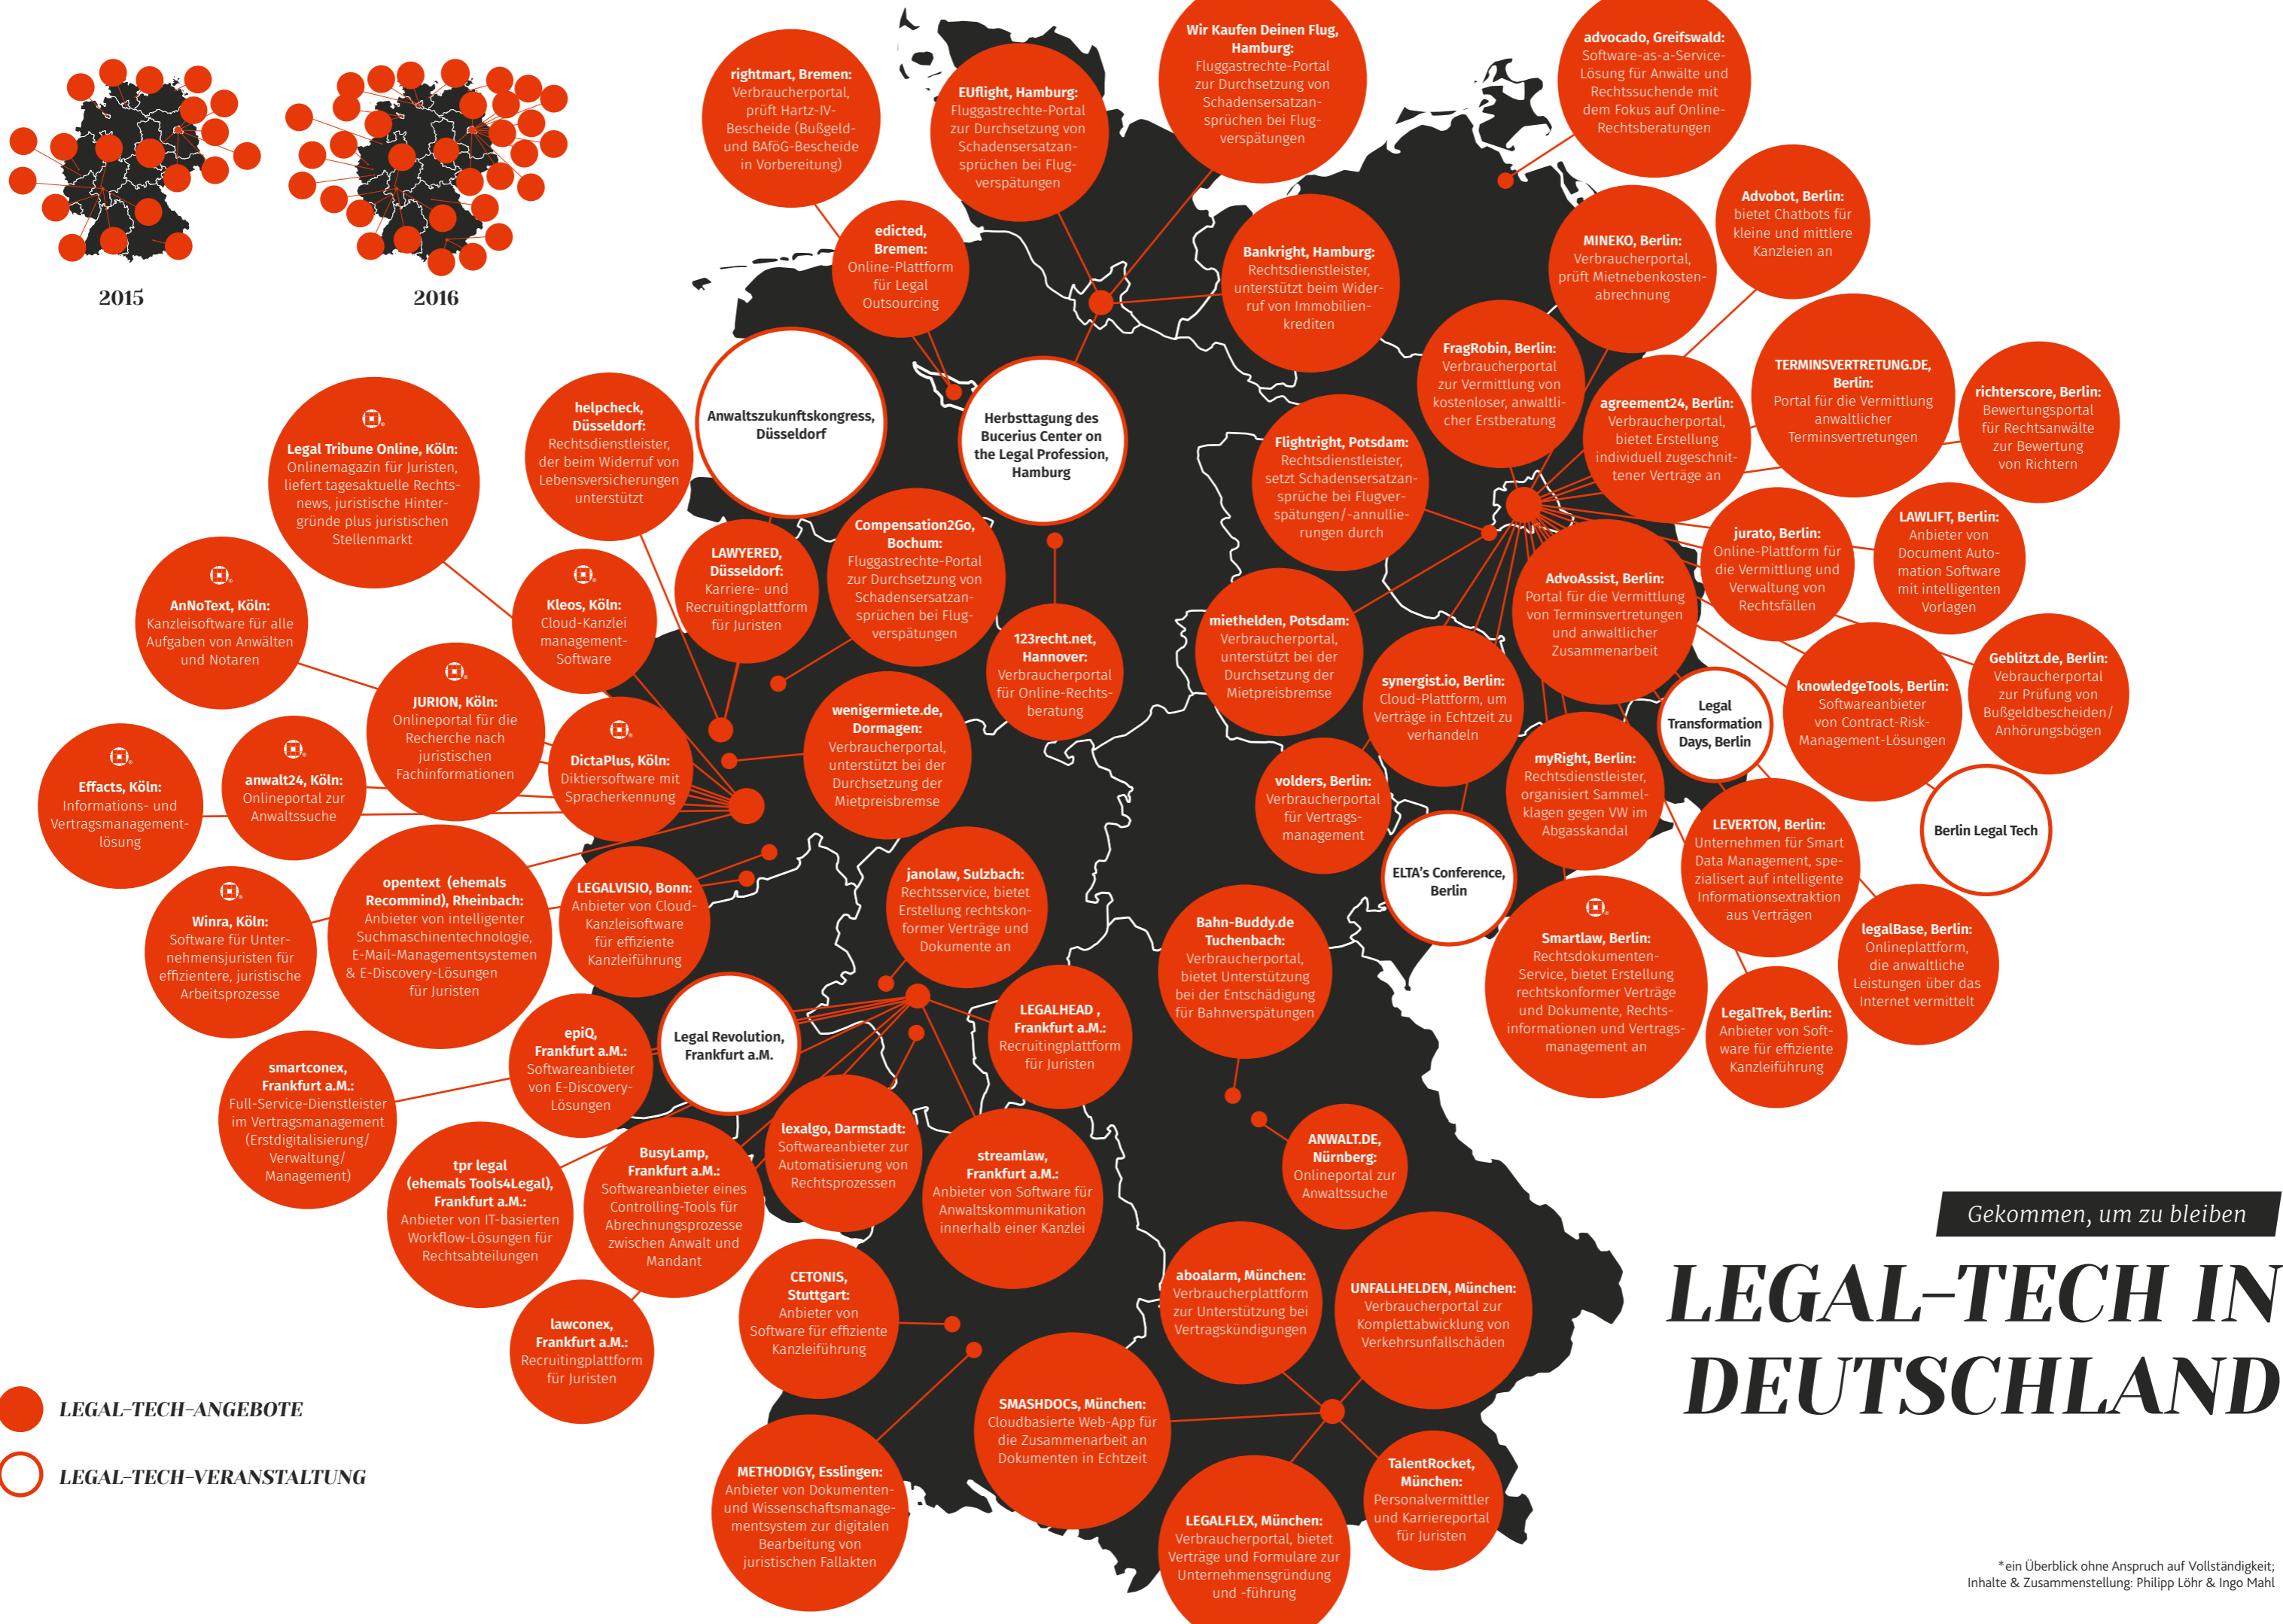 2015
2016
rightmart, Bremen:
Verbraucherportal,
prüft Hartz-IV-
Bescheide (Bußgeld-
und BAföG-Bescheide
in Vorbereitung)
EUflight, Hamburg:
Fluggastrechte-Portal
zur Durchsetzung von
Schadensersatzan-
sprüchen bei Flug-
verspätungen
Wir Kaufen Deinen Flug,
Hamburg:
Fluggastrechte-Portal
zur Durchsetzung von
Schadensersatzan-
sprüchen bei Flug-
verspätungen
advocado, Greifswald:
Software-as-a-Service-
Lösung für Anwälte und
Rechtssuchende mit
dem Fokus auf Online-
Rechtsberatungen
edicted,
Bremen:
Online-Plattform
für Legal
Outsourcing
Bankright, Hamburg:
Rechtsdienstleister,
unterstützt beim Wider-
ruf von Immobilien-
krediten
MINEKO, Berlin:
Verbraucherportal,
prüft Mietnebenkosten-
abrechnung
Advobot, Berlin:
bietet Chatbots für
kleine und mittlere
Kanzleien an
Legal Tribune Online, Köln:
Onlinemagazin für Juristen,
liefert tagesaktuelle Rechts-
news, juristische Hinter-
gründe plus juristischen
Stellenmarkt
helpcheck,
Düsseldorf:
Rechtsdienstleister,
der beim Widerruf von
Lebensversicherungen
unterstützt
Anwaltszukunftskongress,
Düsseldorf
Herbsttagung des
Bucerius Center on
the Legal Profession,
Hamburg
FragRobin, Berlin:
Verbraucherportal
zur Vermittlung von
kostenloser, anwaltli-
cher Erstberatung
agreement24, Berlin:
Verbraucherportal,
bietet Erstellung
individuell zugeschnit-
tener Verträge an
TERMINSVERTRETUNG.DE,
Berlin:
Portal für die Vermittlung
anwaltlicher
Terminsvertretungen
richterscore, Berlin:
Bewertungsportal
für Rechtsanwälte
zur Bewertung
von Richtern
Flightright, Potsdam:
Rechtsdienstleister,
setzt Schadensersatzan-
sprüche bei Flugver-
spätungen/-annullie-
rungen durch
AnNoText, Köln:
Kanzleisoftware für alle
Aufgaben von Anwälten
und Notaren
Kleos, Köln:
Cloud-Kanzlei
management-
Software
LAWYERED,
Düsseldorf:
Karriere- und
Recruitingplattform
für Juristen
Compensation2Go,
Bochum:
Fluggastrechte-Portal
zur Durchsetzung von
Schadensersatzan-
sprüchen bei Flug-
verspätungen
123recht.net,
Hannover:
Verbraucherportal
für Online-Rechts-
beratung
miethelden, Potsdam:
Verbraucherportal,
unterstützt bei der
Durchsetzung der
Mietpreisbremse
AdvoAssist, Berlin:
Portal für die Vermittlung
von Terminsvertretungen
und anwaltlicher
Zusammenarbeit
jurato, Berlin:
Online-Plattform für
die Vermittlung und
Verwaltung von
Rechtsfällen
LAWLIFT, Berlin:
Anbieter von
Document Auto-
mation Software
mit intelligenten
Vorlagen
JURION, Köln:
Onlineportal für die
Recherche nach
juristischen
Fachinformationen
synergist.io, Berlin:
Cloud-Plattform, um
Verträge in Echtzeit zu
verhandeln
Legal
Transformation
Days, Berlin
knowledgeTools, Berlin:
Softwareanbieter
von Contract-Risk-
Management-Lösungen
Geblitzt.de, Berlin:
Vebraucherportal
zur Prüfung von
Bußgeldbescheiden/
Anhörungsbögen
Effacts, Köln:
Informations- und
Vertragsmanagement-
lösung
anwalt24, Köln:
Onlineportal zur
Anwaltssuche
DictaPlus, Köln:
Diktiersoftware mit
Spracherkennung
wenigermiete.de,
Dormagen:
Verbraucherportal,
unterstützt bei der
Durchsetzung der
Mietpreisbremse
volders, Berlin:
Verbraucherportal
für Vertrags-
management
myRight, Berlin:
Rechtsdienstleister,
organisiert Sammel-
klagen gegen VW im
Abgasskandal
LEVERTON, Berlin:
Unternehmen für Smart
Data Management, spe-
zialisert auf intelligente
Informationsextraktion
aus Verträgen
Berlin Legal Tech
Winra, Köln:
Software für Unter-
nehmensjuristen für
effizientere, juristische
Arbeitsprozesse
opentext (ehemals
Recommind), Rheinbach:
Anbieter von intelligenter
Suchmaschinentechnologie,
E-Mail-Managementsystemen
& E-Discovery-Lösungen
für Juristen
LEGALVISIO, Bonn:
Anbieter von Cloud-
Kanzleisoftware
für effiziente
Kanzleiführung
janolaw, Sulzbach:
Rechtsservice, bietet
Erstellung rechtskon-
former Verträge und
Dokumente an
ELTA's Conference,
Berlin
Bahn-Buddy.de
Tuchenbach:
Verbraucherportal,
bietet Unterstützung
bei der Entschädigung
für Bahnverspätungen
Smartlaw, Berlin:
Rechtsdokumenten-
Service, bietet Erstellung
rechtskonformer Verträge
und Dokumente, Rechts-
informationen und Vertrags-
management an
legalBase, Berlin:
Onlineplattform,
die anwaltliche
Leistungen über das
Internet vermittelt
LegalTrek, Berlin:
Anbieter von Soft-
ware für effiziente
Kanzleiführung
smartconex,
Frankfurt a.M.:
Full-Service-Dienstleister
im Vertragsmanagement
(Erstdigitalisierung/
Verwaltung/
Management)
epiQ,
Frankfurt a.M.:
Softwareanbieter
von E-Discovery-
Lösungen
Legal Revolution,
Frankfurt a.M.
LEGALHEAD ,
Frankfurt a.M.:
Recruitingplattform
für Juristen
tpr legal
(ehemals Tools4Legal),
Frankfurt a.M.:
Anbieter von IT-basierten
Workflow-Lösungen für
Rechtsabteilungen
BusyLamp,
Frankfurt a.M.:
Softwareanbieter eines
Controlling-Tools für
Abrechnungsprozesse
zwischen Anwalt und
Mandant
lexalgo, Darmstadt:
Softwareanbieter zur
Automatisierung von
Rechtsprozessen
streamlaw,
Frankfurt a.M.:
Anbieter von Software für
Anwaltskommunikation
innerhalb einer Kanzlei
ANWALT.DE,
Nürnberg:
Onlineportal zur
Anwaltssuche
lawconex,
Frankfurt a.M.:
Recruitingplattform
für Juristen
CETONIS,
Stuttgart:
Anbieter von
Software für effiziente
Kanzleiführung
aboalarm, München:
Verbraucherplattform
zur Unterstützung bei
Vertragskündigungen
UNFALLHELDEN, München:
Verbraucherportal zur
Komplettabwicklung von
Verkehrsunfallschäden
METHODIGY, Esslingen:
Anbieter von Dokumenten-
und Wissenschaftsmanage-
mentsystem zur digitalen
Bearbeitung von
juristischen Fallakten
SMASHDOCs, München:
Cloudbasierte Web-App für
die Zusammenarbeit an
Dokumenten in Echtzeit
LEGALFLEX, München:
Verbraucherportal, bietet
Verträge und Formulare zur
Unternehmensgründung
und -führung
TalentRocket,
München:
Personalvermittler
und Karriereportal
für Juristen
Gekommen, um zu bleiben
LEGAL-TECH IN
DEUTSCHLAND
LEGAL-TECH-ANGEBOTE
LEGAL-TECH-VERANSTALTUNG
*ein Überblick ohne Anspruch auf Vollständigkeit;
Inhalte & Zusammenstellung: Philipp Löhr & Ingo Mahl